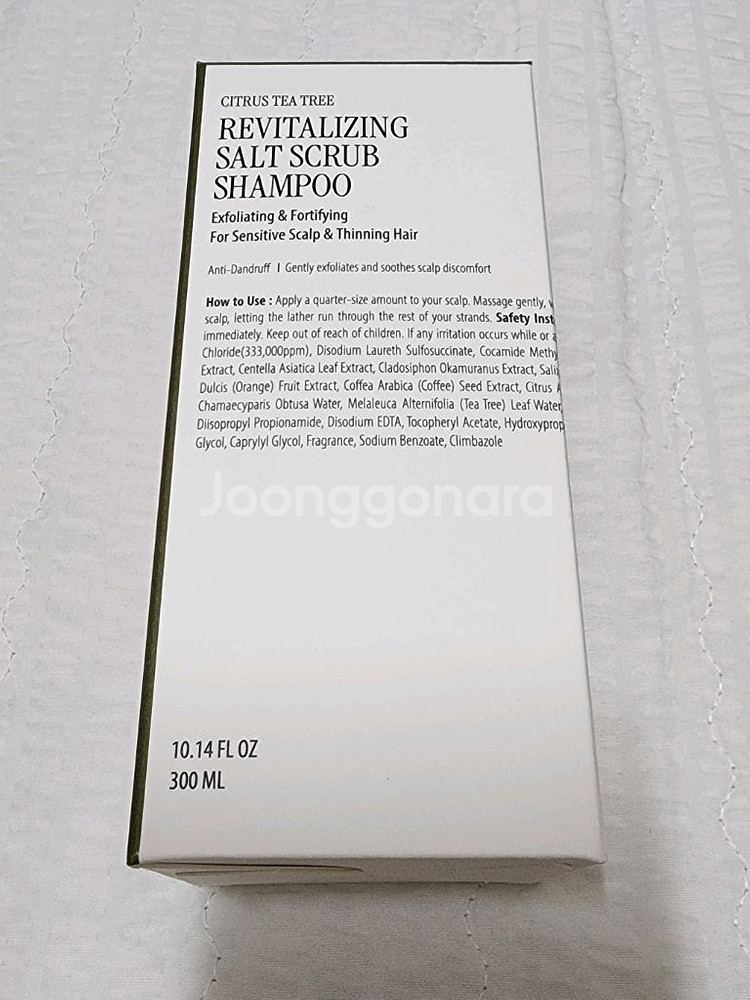 CITRUS TEA TREE
REVITALIZING
SALT SCRUB
SHAMPOO
Exfoliating & Fortifying
For Sensitive Scalp & Thinning Hair
Anti-Dandruff | Gently exfoliates and soothes scalp discomfort
How to Use : Apply a quarter-size amount to your scalp. Massage gently,
scalp, letting the lather run through the rest of your strands. Safety Inst
immediately. Keep out of reach of children. If any irritation occurs while or
Chloride(333,000ppm), Disodium Laureth Sulfosuccinate, Cocamide Methy
Extract, Centella Asiatica Leaf Extract, Cladosiphon Okamuranus Extract, Sali
Dulcis (Orange) Fruit Extract, Coffea Arabica (Coffee) Seed Extract, Citrus
Chamaecyparis Obtusa Water, Melaleuca Alternifolia (Tea Tree) Leaf Water,
Diisopropyl Propionamide, Disodium EDTA, Tocopheryl Acetate, Hydroxyprop
Glycol, Caprylyl Glycol, Fragrance, Sodium Benzoate, Climbazole
Joonggonara
10.14 FL OZ
300 ML